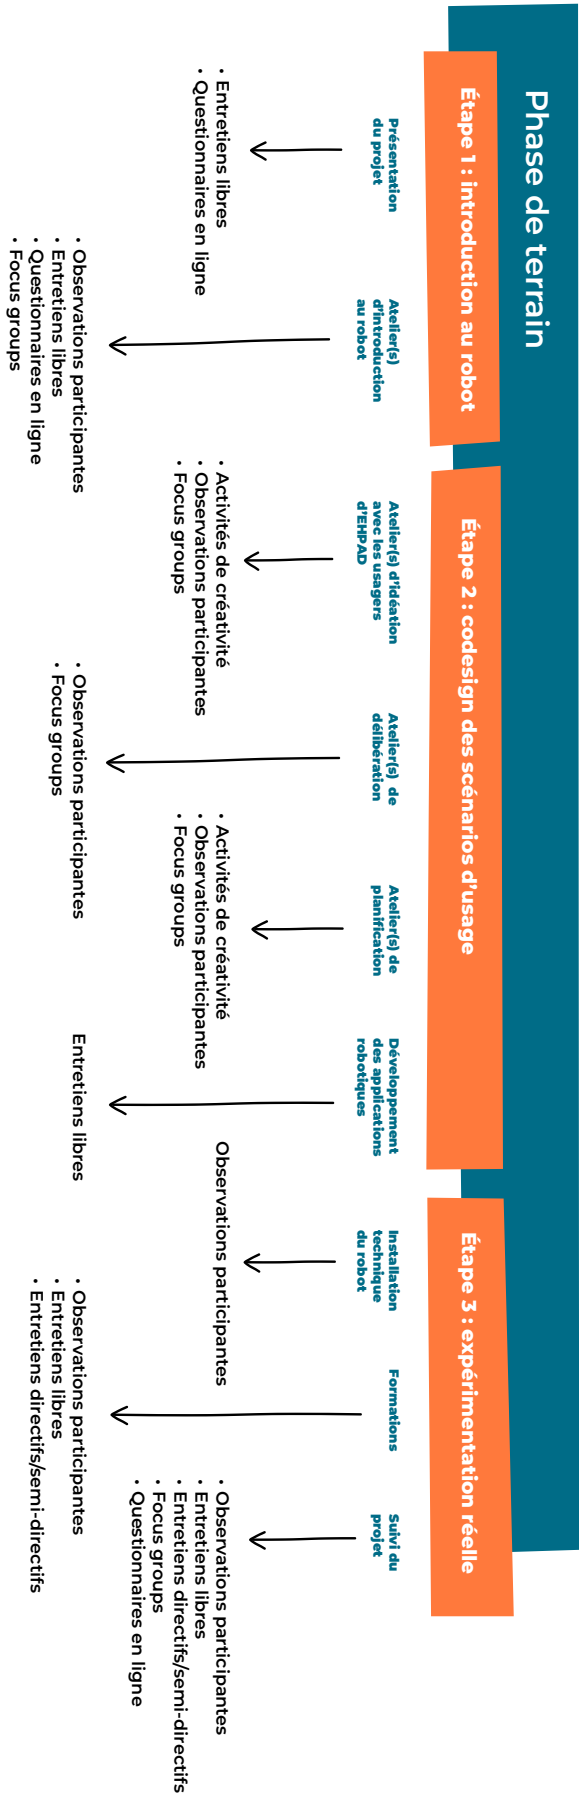 Phase de terrain
Étape 1 : introduction au robot
Présentation
du projet
• Entretiens libres
• Questionnaires en ligne
Atelier(s)
d'introduction
au robot
• Observations participantes
• Entretiens libres
• Questionnaires en ligne
• Focus groups
Étape 2 : codesign des scénarios d'usage
Atelier(s) d'idéation
avec les usagers
d'EHPAD
• Activités de créativité
• Observations participantes
• Focus groups
Atelier(s) de
délibération
• Observations participantes
• Focus groups
Atelier(s) de
planification
• Activités de créativité
• Observations participantes
• Focus groups
Développement
des applications
robotiques
Entretiens libres
Étape 3 : expérimentation réelle
Installation
technique
du robot
Observations participantes
Formations
• Observations participantes
• Entretiens libres
• Entretiens directifs/semi-directifs
Suivi du
projet
• Observations participantes
• Entretiens libres
• Entretiens directifs/semi-directifs
• Focus groups
• Questionnaires en ligne